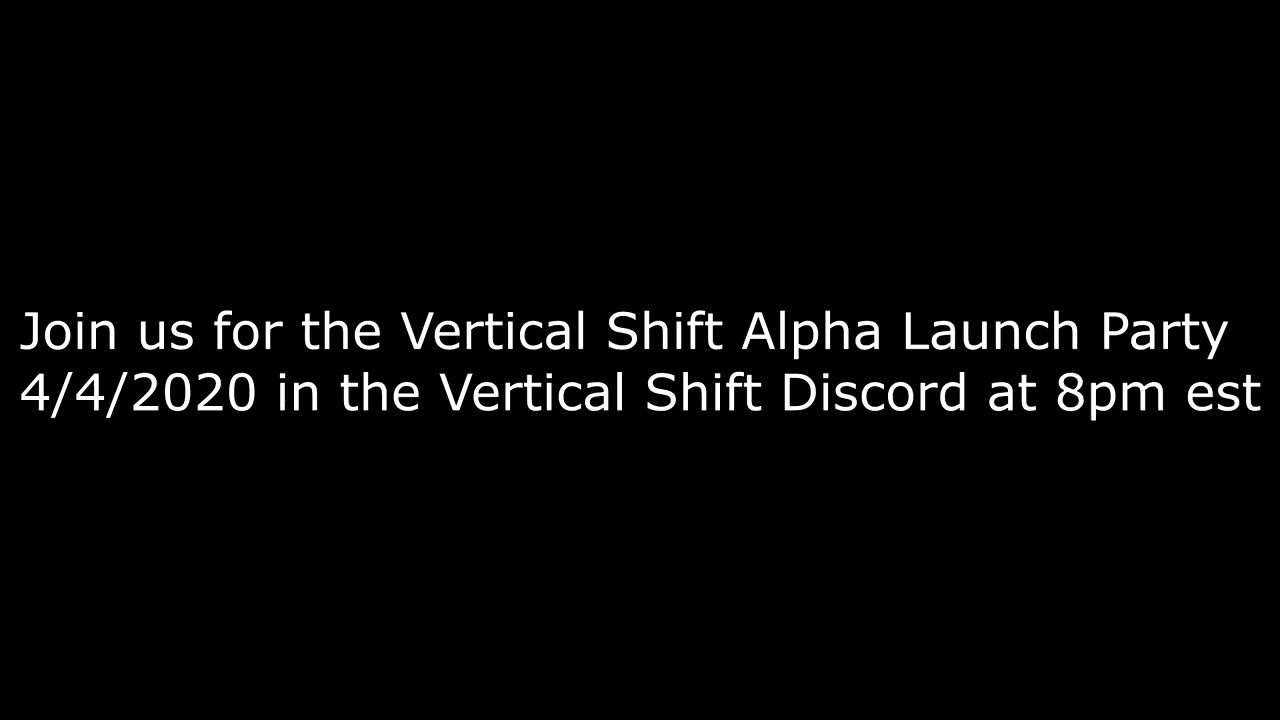 Join us for the Vertical Shift Alpha Launch Party
4/4/2020 in the Vertical Shift Discord at 8pm est